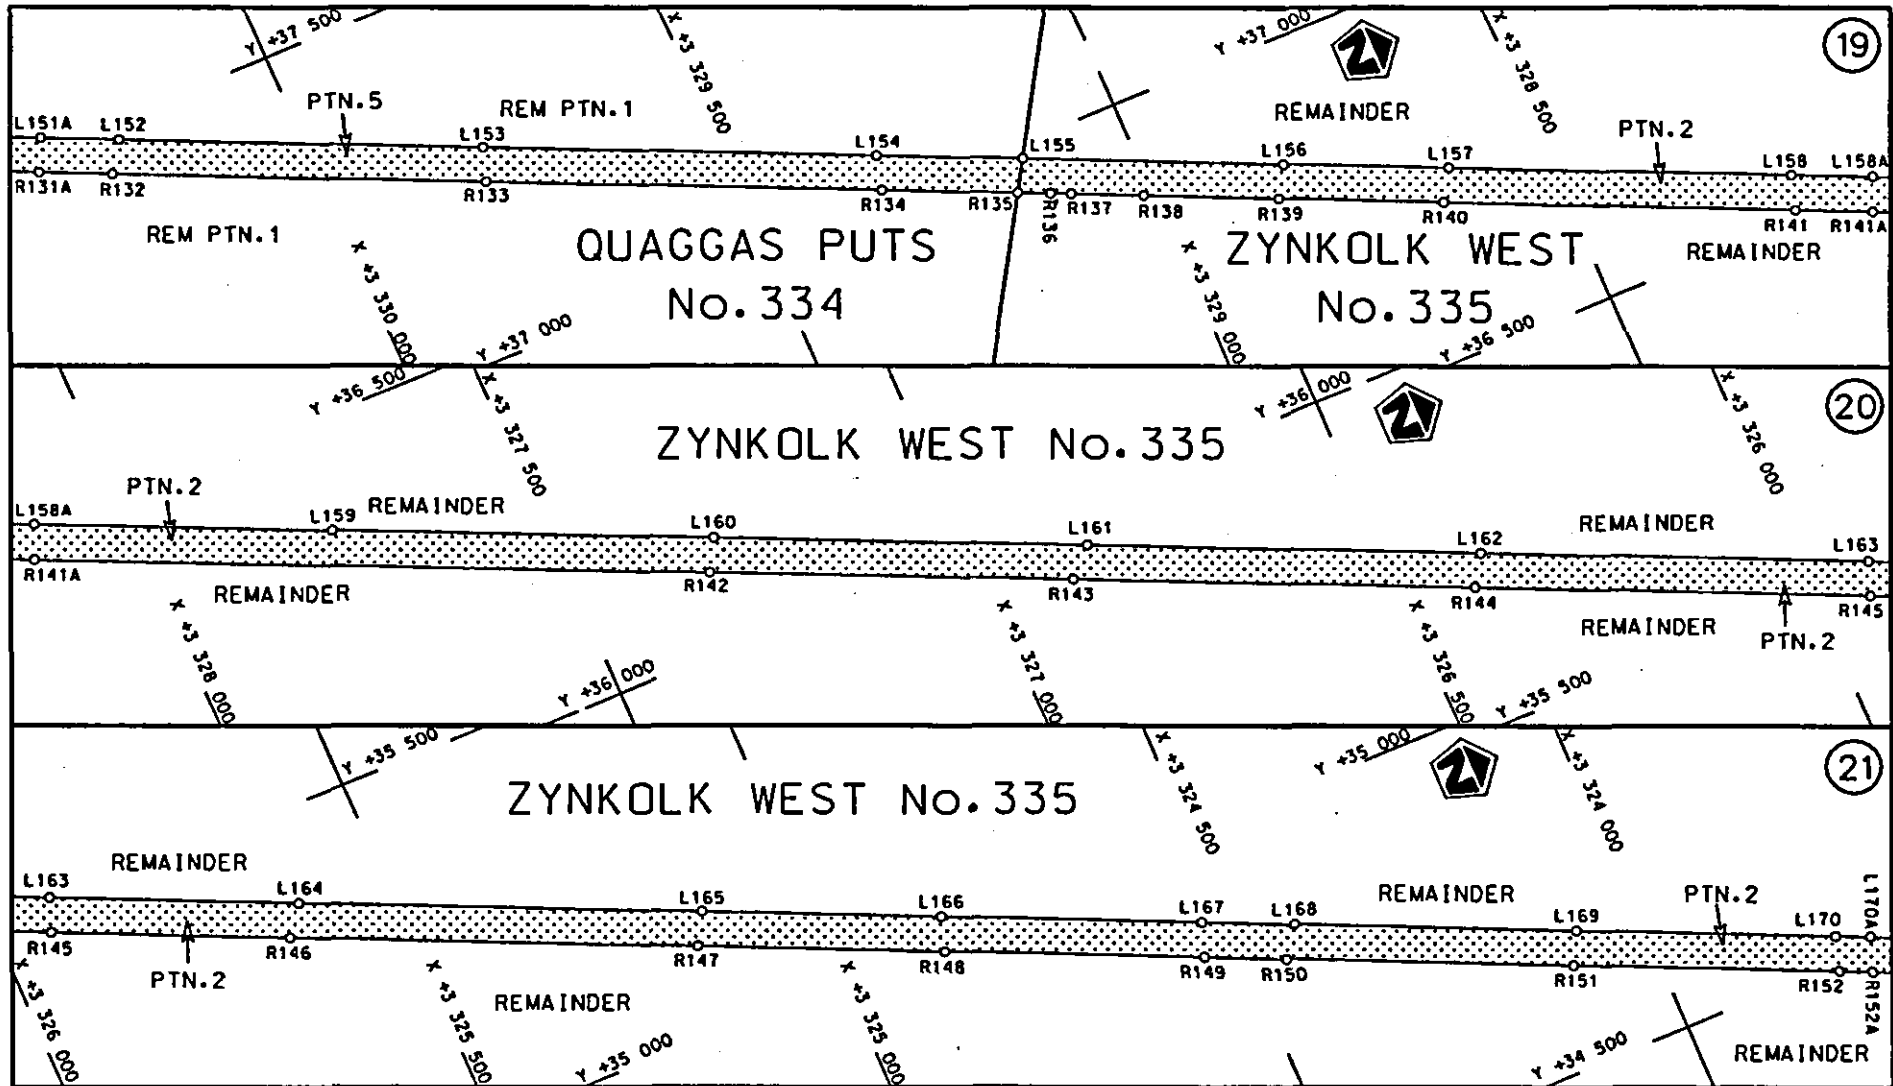 Y +37 500
X +3 329 500
Y +37 000
X +3 328 500
19
PTN.5
REM PTN.1
REMAINDER
PTN.2
L151A
L152
L153
L154
L155
L156
L157
L158
L158A
R131A
R132
R133
R134
R135
R136
R137
R138
R139
R140
R141
R141A
REM PTN.1
QUAGGAS PUTS
No.334
ZYNKOLK WEST
No.335
REMAINDER
X +3 330 000
Y +37 000
X +3 329 000
Y +36 500
Y +36 500
X +3 327 500
Y +36 000
X +3 326 000
20
ZYNKOLK WEST No.335
PTN.2
REMAINDER
REMAINDER
L158A
L159
L160
L161
L162
L163
R141A
R142
R143
R144
R145
REMAINDER
REMAINDER
PTN.2
X +3 328 000
Y +36 000
X +3 327 000
X +3 326 500
Y +35 500
Y +35 500
X +3 324 500
Y +35 000
X +3 324 000
21
ZYNKOLK WEST No.335
REMAINDER
REMAINDER
PTN.2
L163
L164
L165
L166
L167
L168
L169
L170
L170A
R145
R146
R147
R148
R149
R150
R151
R152
R152A
PTN.2
REMAINDER
X +3 326 000
X +3 325 500
Y +35 000
X +3 325 000
Y +34 500
REMAINDER